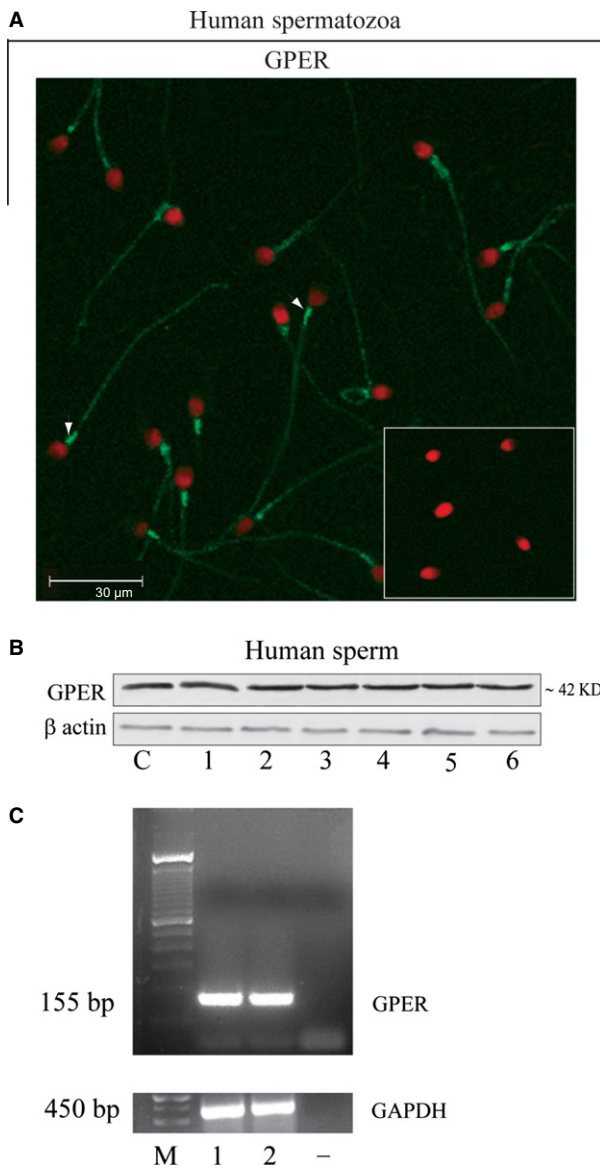 A
Human spermatozoa
GPER
30 µm
B
Human sperm
GPER
~ 42 KD
β actin
C 1 2 3 4 5 6
C
155 bp
GPER
450 bp
GAPDH
M 1 2 –